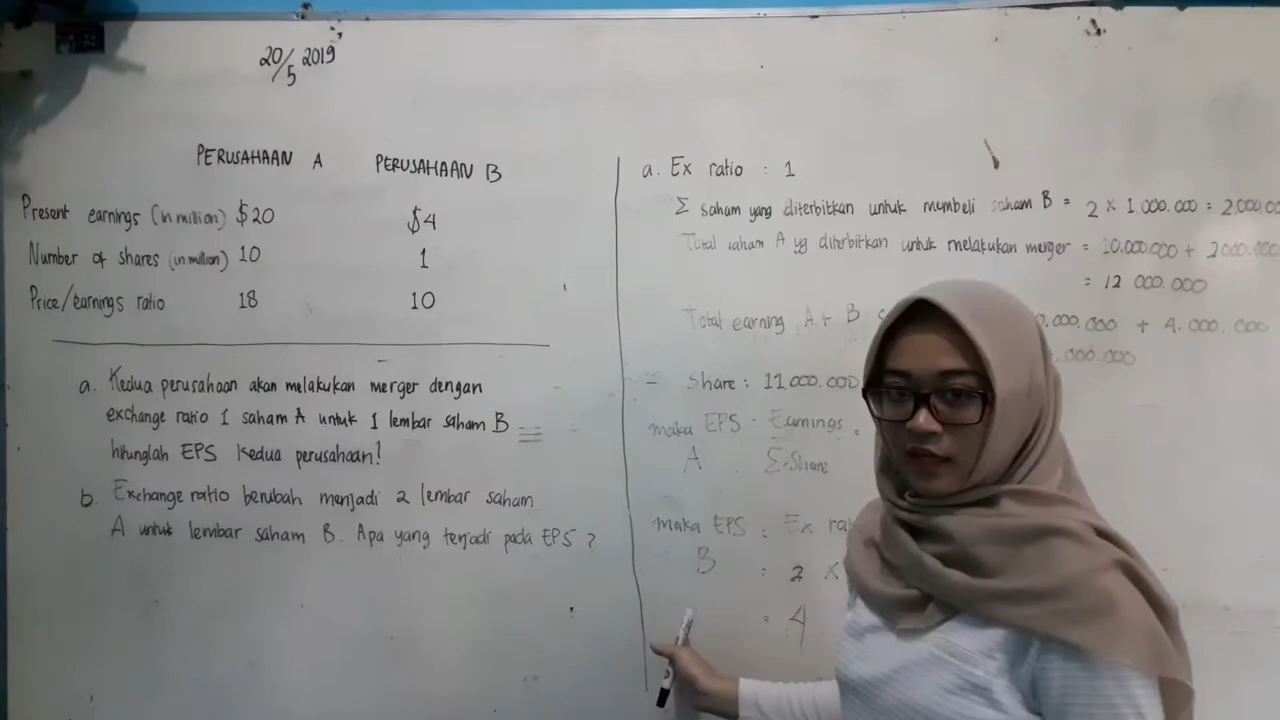 20/5 2019
PERUSAHAAN A PERUSAHAAN B
Present earnings (in million) $20 $4
Number of shares (in million) 10 1
Price/earnings ratio 18 10
a. Kedua perusahaan akan melakukan merger dengan
exchange ratio 1 saham A untuk 1 lembar saham B
hitunglah EPS kedua perusahaan?
b. Exchange ratio berubah menjadi 2 lembar saham
A untuk lembar saham B. Apa yang terjadi pada EPS ?
a. Ex ratio : 1
Σ saham yang diterbitkan untuk membeli saham B = 2 x 1.000.000 = 2.000.00
Total saham A yg diterbitkan untuk melakukan merger = 10.000.000 + 2000.000
= 12 000.000
Total earning A + B .000.000 + 4.000.000
.000.000
= Share : 11.000.000
maka EPS = Earnings =
A Σ Share
maka EPS = Ex
B = 2 x
= 4